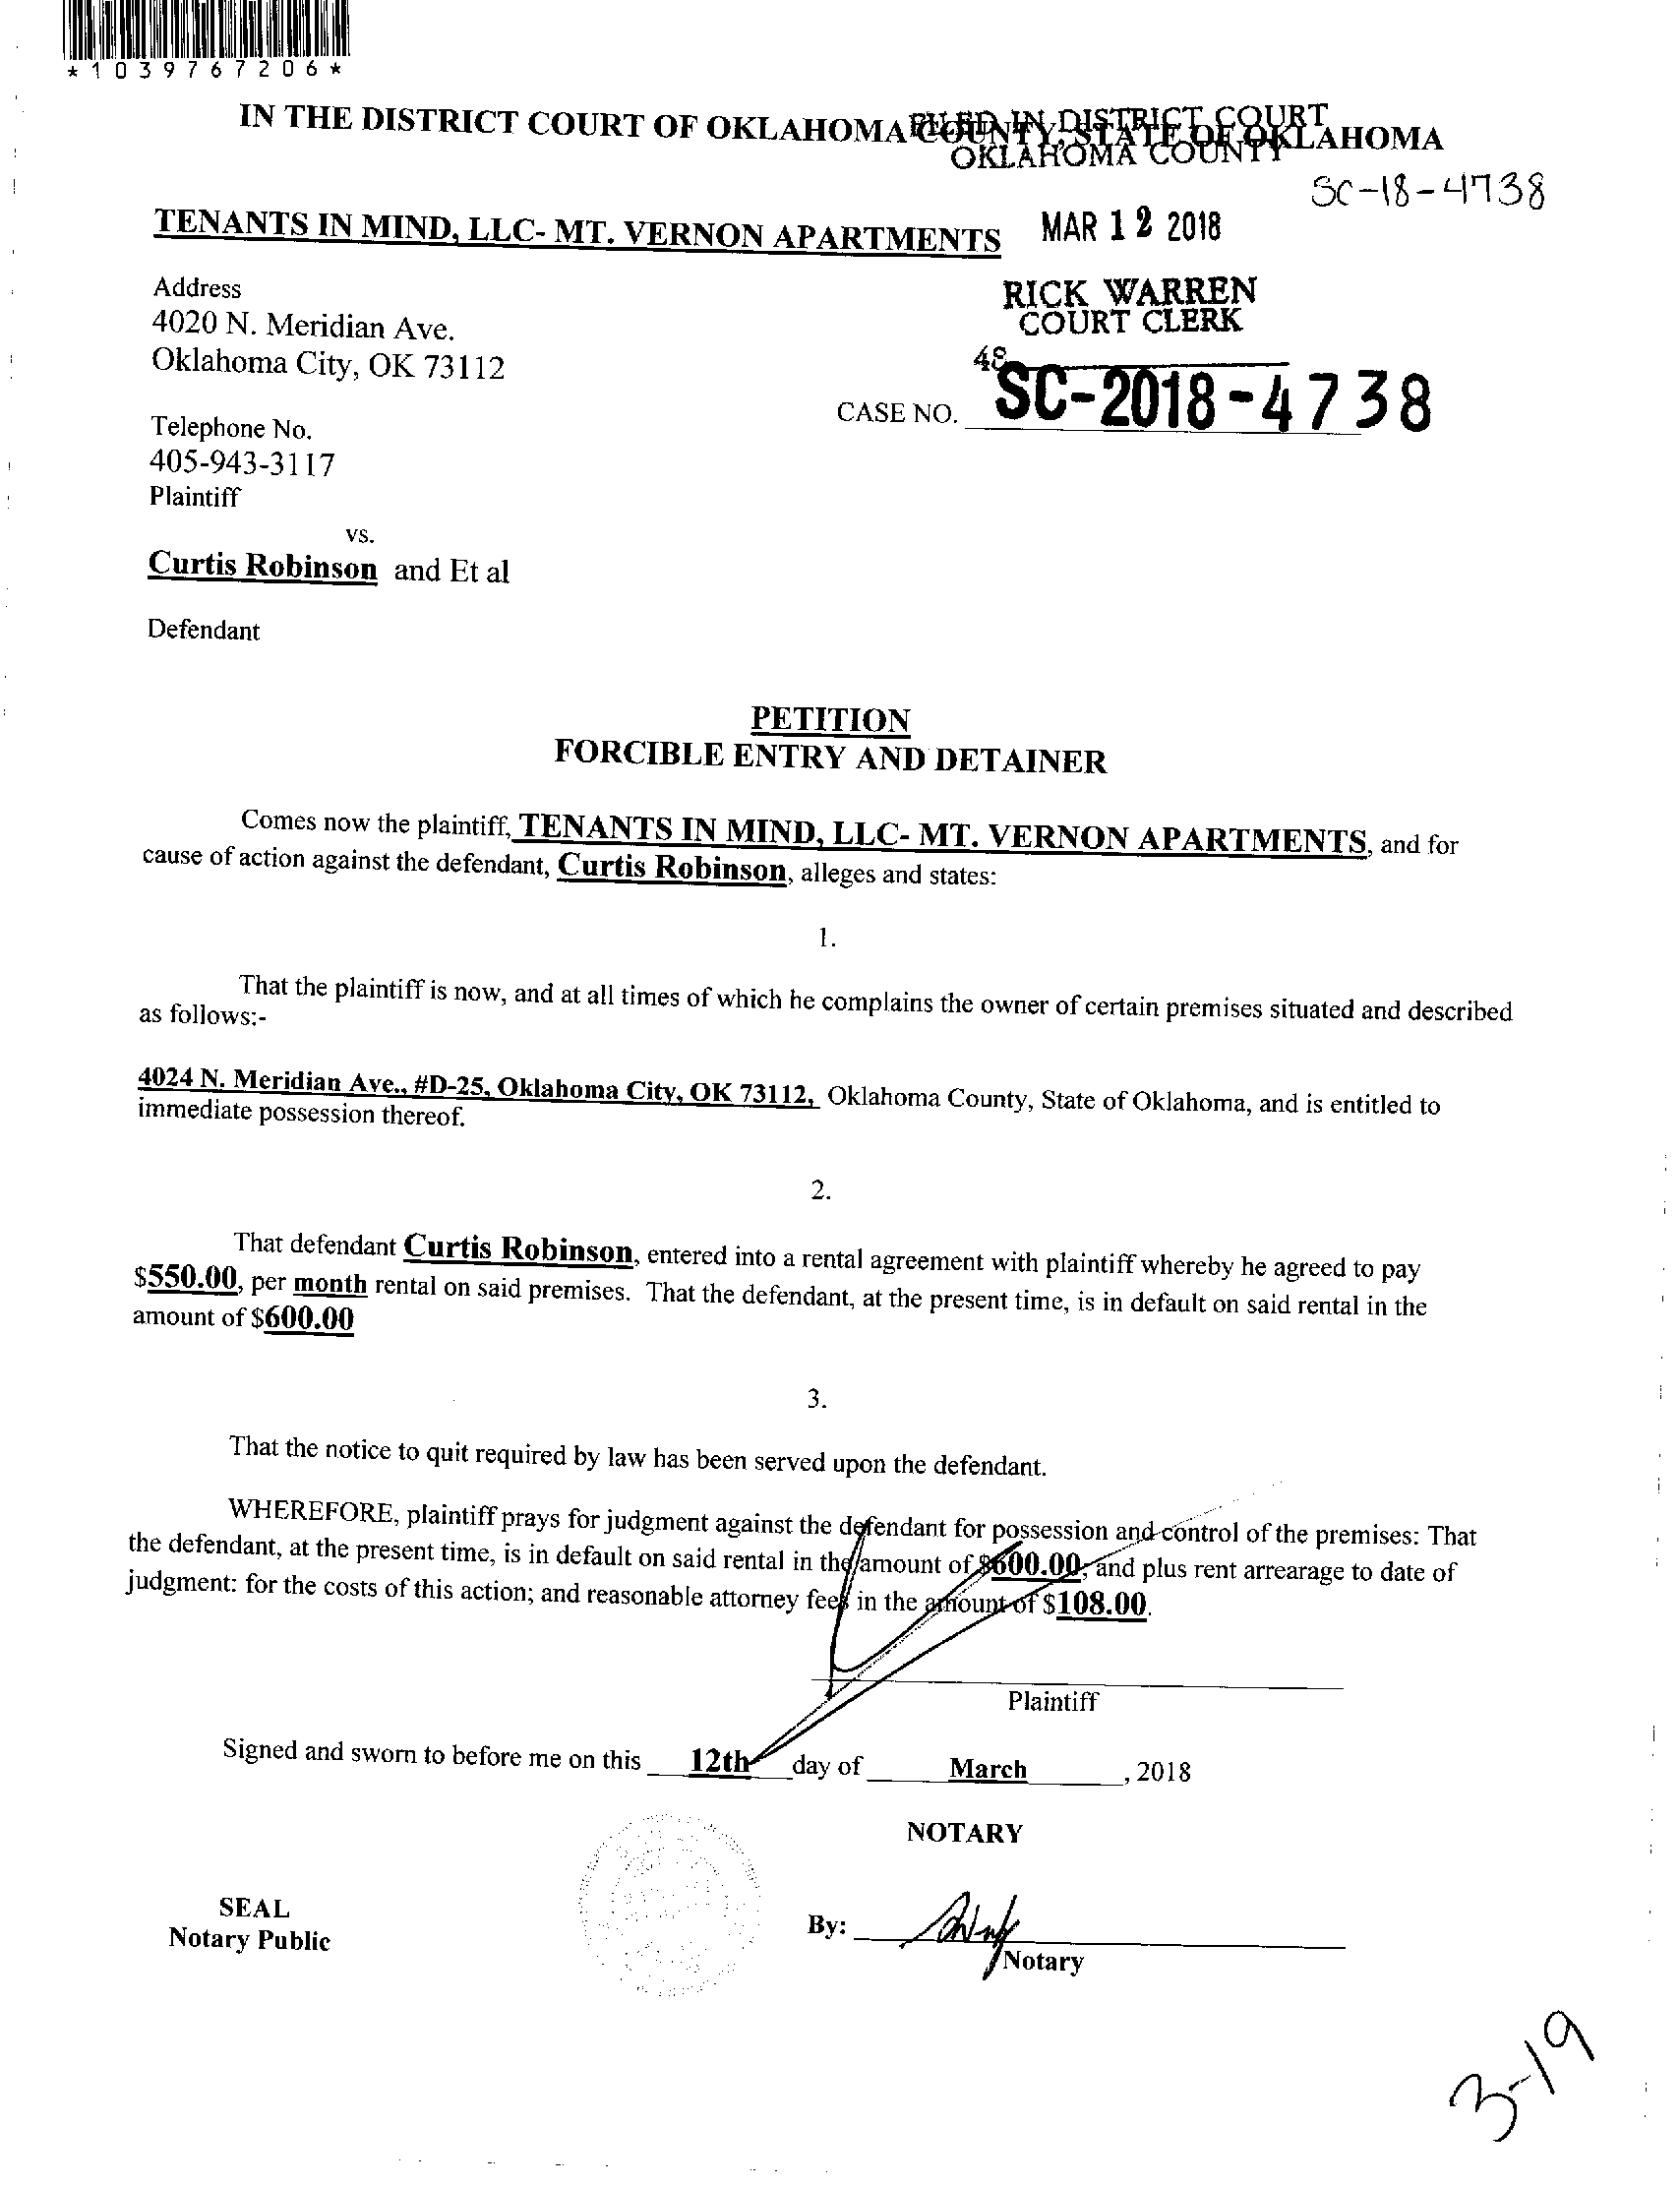 *1039767206*
IN THE DISTRICT COURT OF OKLAHOMA COUNTY, STATE OF OKLAHOMA
FILED IN DISTRICT COURT
OKLAHOMA COUNTY
SC-18-4738
TENANTS IN MIND, LLC- MT. VERNON APARTMENTS
MAR 12 2018
Address
4020 N. Meridian Ave.
Oklahoma City, OK 73112
RICK WARREN
COURT CLERK
48
CASE NO. SC-2018-4738
Telephone No.
405-943-3117
Plaintiff
vs.
Curtis Robinson and Et al
Defendant
PETITION
FORCIBLE ENTRY AND DETAINER
Comes now the plaintiff, TENANTS IN MIND, LLC- MT. VERNON APARTMENTS, and for
cause of action against the defendant, Curtis Robinson, alleges and states:
1.
That the plaintiff is now, and at all times of which he complains the owner of certain premises situated and described
as follows:-
4024 N. Meridian Ave., #D-25, Oklahoma City, OK 73112, Oklahoma County, State of Oklahoma, and is entitled to
immediate possession thereof.
2.
That defendant Curtis Robinson, entered into a rental agreement with plaintiff whereby he agreed to pay
$550.00, per month rental on said premises. That the defendant, at the present time, is in default on said rental in the
amount of $600.00
3.
That the notice to quit required by law has been served upon the defendant.
WHEREFORE, plaintiff prays for judgment against the defendant for possession and control of the premises: That
the defendant, at the present time, is in default on said rental in the amount of $600.00, and plus rent arrearage to date of
judgment: for the costs of this action; and reasonable attorney fees in the amount of $108.00.
Plaintiff
Signed and sworn to before me on this 12th day of March, 2018
NOTARY
SEAL
Notary Public
By:
Notary
3-19